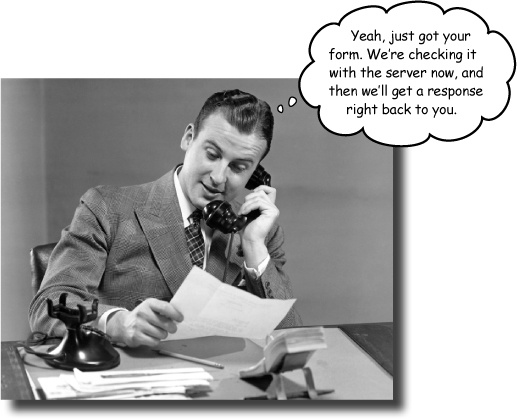 Yeah, just got your
form. We're checking it
with the server now, and
then we'll get a response
right back to you.